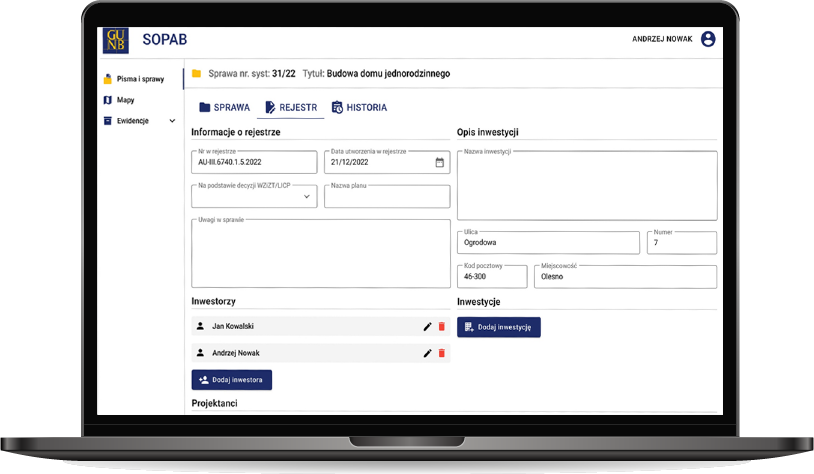 GU
NB
SOPAB
ANDRZEJ NOWAK
Pisma i sprawy
Mapy
Ewidencje
Sprawa nr. syst: 31/22 Tytuł: Budowa domu jednorodzinnego
SPRAWA REJESTR HISTORIA
Informacje o rejestrze
Nr w rejestrze
AU-III.6740.1.5.2022
Data utworzenia w rejestrze
21/12/2022
Na podstawie decyzji WZiZT/LICP
Nazwa planu
Uwagi w sprawie
Opis inwestycji
Nazwa inwestycji
Ulica
Ogrodowa
Numer
7
Kod pocztowy
46-300
Miejscowość
Olesno
Inwestorzy
Jan Kowalski
Andrzej Nowak
Dodaj inwestora
Inwestycje
Dodaj inwestycję
Projektanci